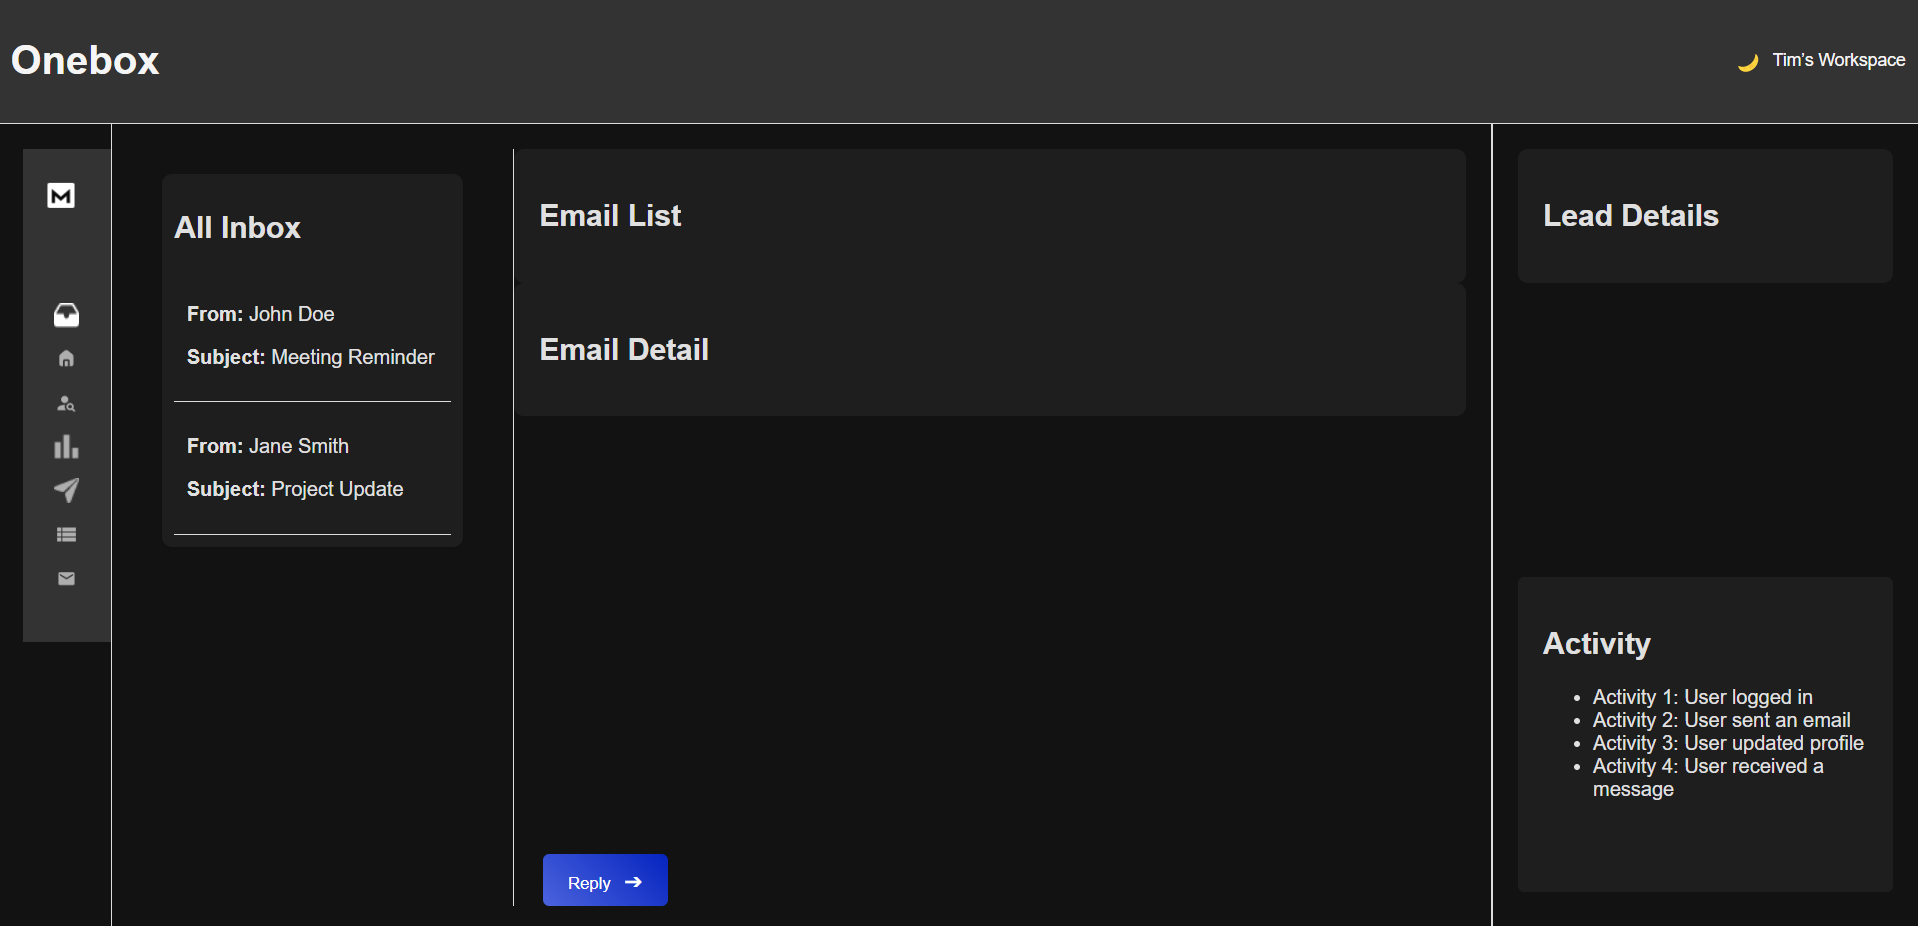 Onebox
Tim's Workspace
M
All Inbox
From: John Doe
Subject: Meeting Reminder
From: Jane Smith
Subject: Project Update
Email List
Email Detail
Reply →
Lead Details
Activity
• Activity 1: User logged in
• Activity 2: User sent an email
• Activity 3: User updated profile
• Activity 4: User received a
message